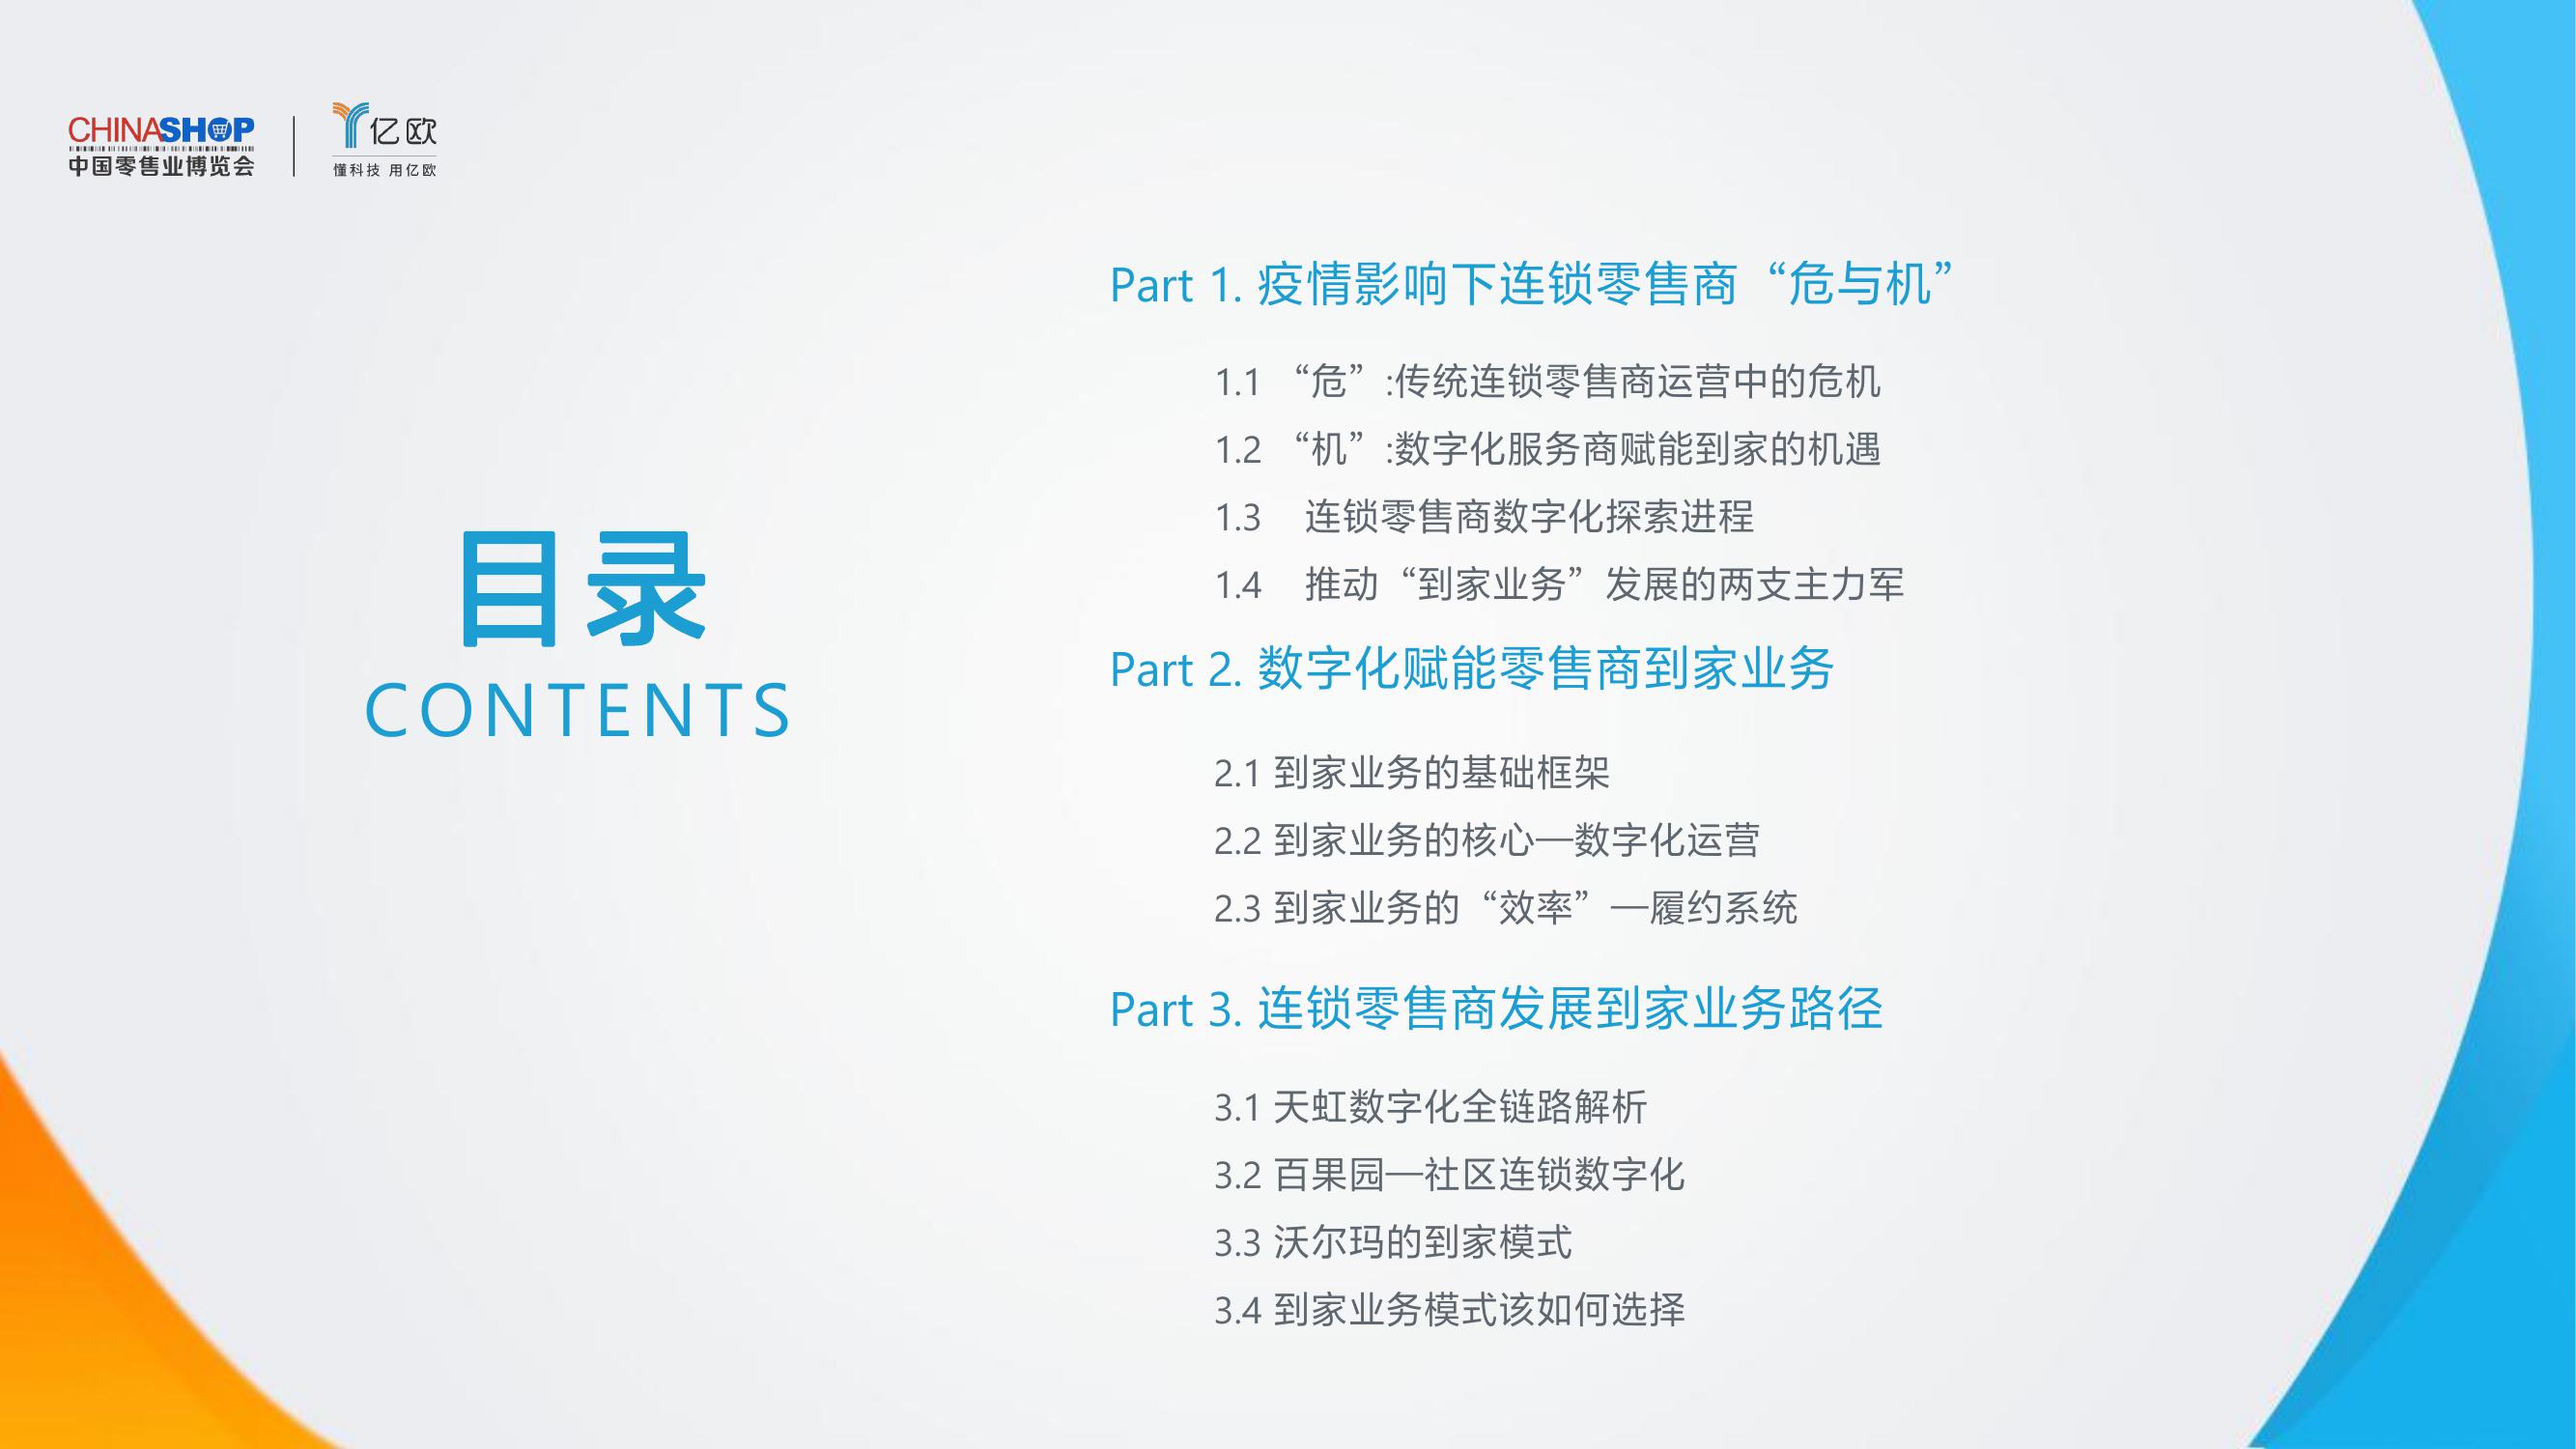 CHINASHOP
中国零售业博览会
亿欧
懂科技 用亿欧
目录
CONTENTS
Part 1. 疫情影响下连锁零售商“危与机”
1.1 “危”:传统连锁零售商运营中的危机
1.2 “机”:数字化服务商赋能到家的机遇
1.3 连锁零售商数字化探索进程
1.4 推动“到家业务”发展的两支主力军
Part 2. 数字化赋能零售商到家业务
2.1 到家业务的基础框架
2.2 到家业务的核心—数字化运营
2.3 到家业务的“效率”—履约系统
Part 3. 连锁零售商发展到家业务路径
3.1 天虹数字化全链路解析
3.2 百果园—社区连锁数字化
3.3 沃尔玛的到家模式
3.4 到家业务模式该如何选择